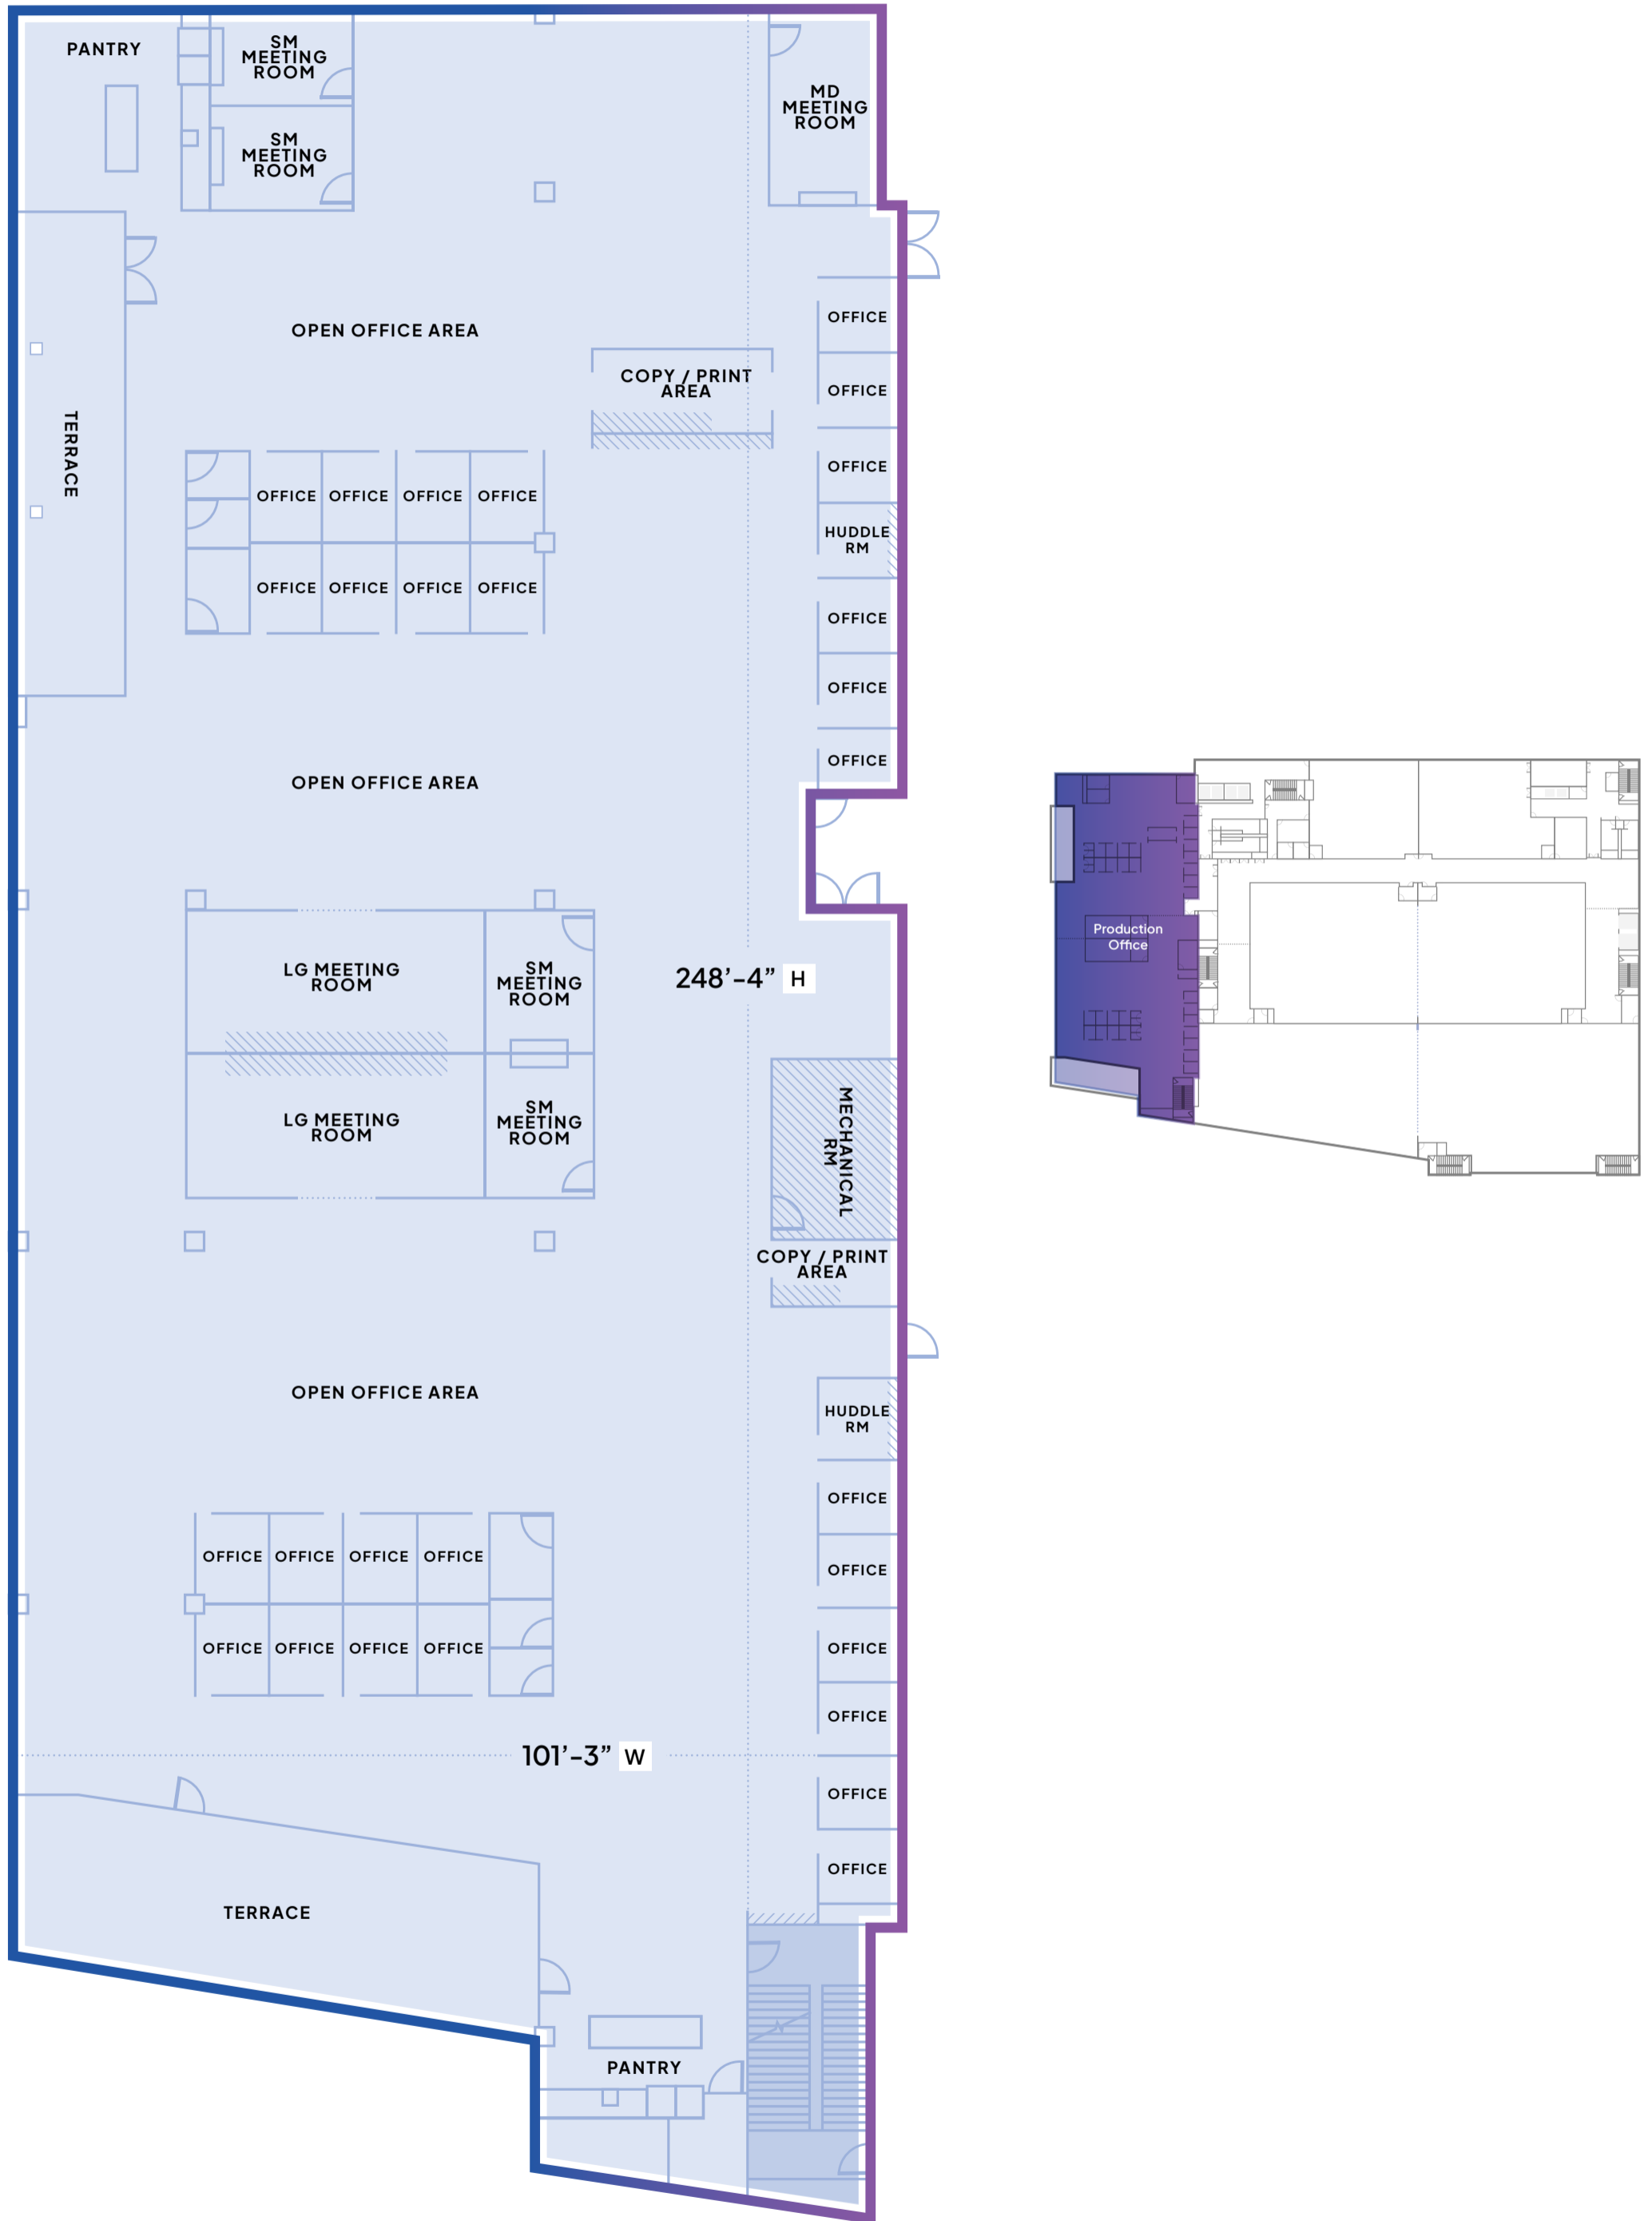 PANTRY
SM
MEETING
ROOM
MD
MEETING
ROOM
SM
MEETING
ROOM
OFFICE
OPEN OFFICE AREA
COPY / PRINT
AREA
OFFICE
TERRACE
OFFICE
OFFICE OFFICE OFFICE OFFICE
HUDDLE
RM
OFFICE OFFICE OFFICE OFFICE
OFFICE
OFFICE
OFFICE
OPEN OFFICE AREA
LG MEETING
ROOM
SM
MEETING
ROOM
248’-4” H
LG MEETING
ROOM
SM
MEETING
ROOM
MECHANICAL
RM
COPY / PRINT
AREA
OPEN OFFICE AREA
HUDDLE
RM
OFFICE
OFFICE OFFICE OFFICE OFFICE
OFFICE
OFFICE OFFICE OFFICE OFFICE
OFFICE
OFFICE
101’-3” W
OFFICE
OFFICE
TERRACE
PANTRY
Production
Office